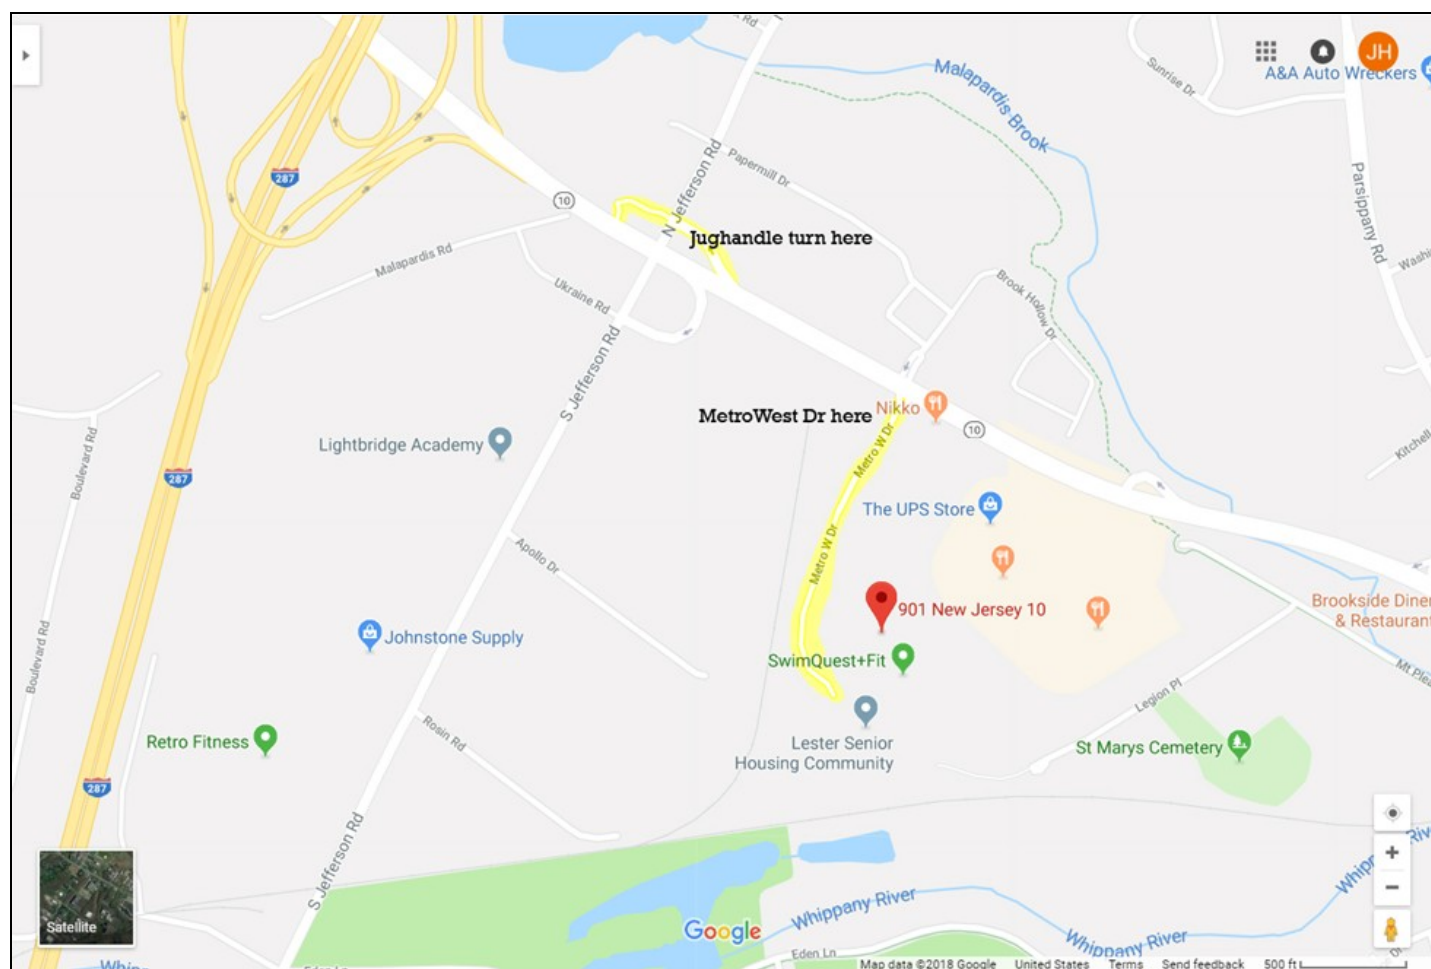 JH
A&A Auto Wreckers
Sunrise Dr
Malapardis Brook
Parsippany Rd
287
10
N Jefferson Rd
Papermill Dr
Jughandle turn here
Malapardis Rd
Ukraine Rd
Brook Hollow Dr
S Jefferson Rd
MetroWest Dr here
Nikko
10
Metro W Dr
Lightbridge Academy
Boulevard Rd
287
The UPS Store
Metro W Dr
Apollo Dr
901 New Jersey 10
Brookside Diner
& Restaurant
Johnstone Supply
SwimQuest+Fit
Boulevard Rd
Legion Pl
Rosin Rd
Retro Fitness
Lester Senior
Housing Community
St Marys Cemetery
287
S Jefferson Rd
Satellite
Google
Whippany River
Whippany River
Eden Ln
Map data ©2018 Google United States Terms Send feedback 500 ft